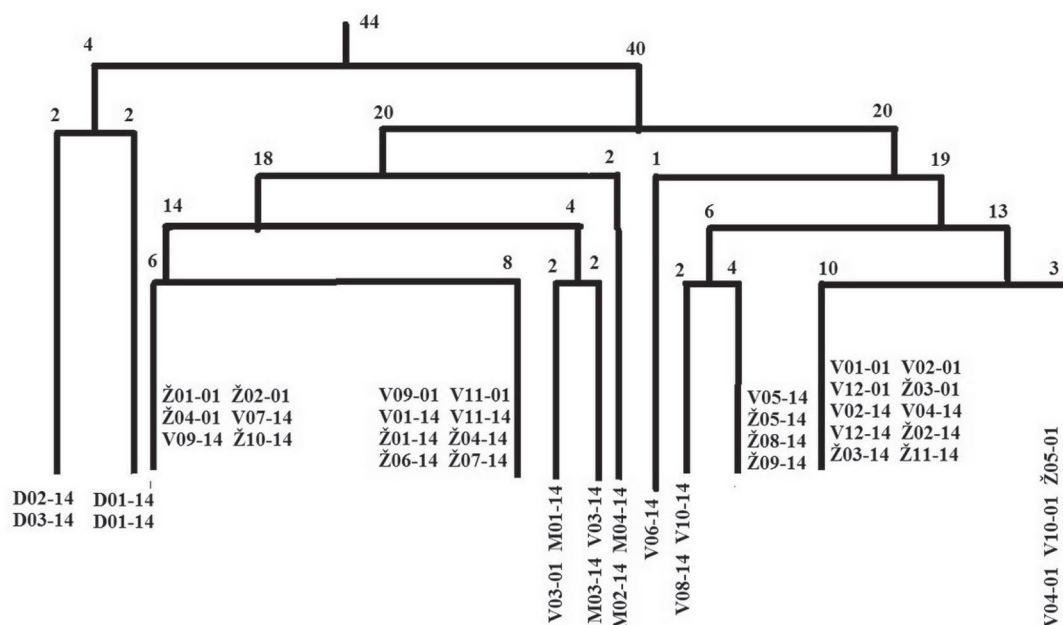 44
4
40
2
2
20
20
18
2
1
19
14
4
6
13
6
8
2
2
2
4
10
3
Ž01-01 Ž02-01
Ž04-01 V07-14
V09-14 Ž10-14
V09-01 V11-01
V01-14 V11-14
Ž01-14 Ž04-14
Ž06-14 Ž07-14
V05-14
Ž05-14
Ž08-14
Ž09-14
V01-01 V02-01
V12-01 Ž03-01
V02-14 V04-14
V12-14 Ž02-14
Ž03-14 Ž11-14
D02-14
D03-14
D01-14
D01-14
V03-01 M01-14
M03-14 V03-14
M02-14 M04-14
V06-14
V08-14 V10-14
V04-01 V10-01 Ž05-01